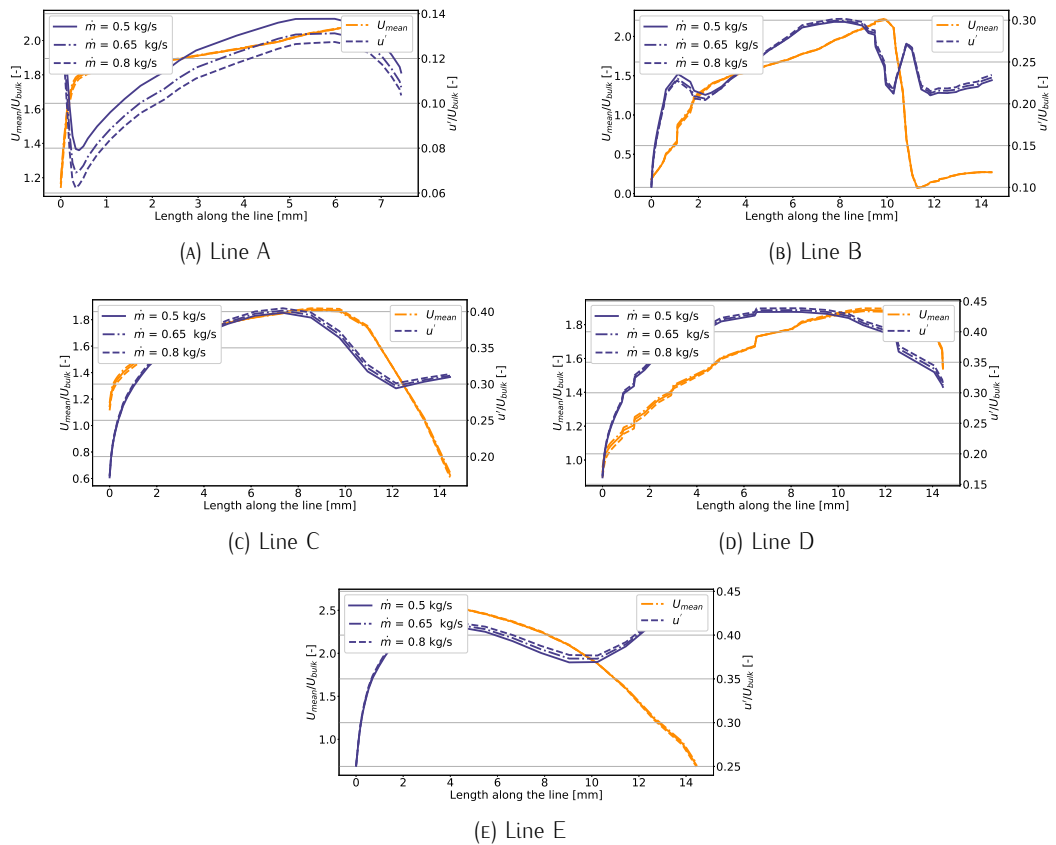 ṁ = 0.5 kg/s
ṁ = 0.65 kg/s
ṁ = 0.8 kg/s
U_mean
u'
2.0
1.8
1.6
1.4
1.2
U_mean/U_bulk [-]
0.14
0.12
0.10
0.08
0.06
u'/U_bulk [-]
0 1 2 3 4 5 6 7
Length along the line [mm]
(A) Line A
ṁ = 0.5 kg/s
ṁ = 0.65 kg/s
ṁ = 0.8 kg/s
U_mean
u'
2.0
1.5
1.0
0.5
0.0
U_mean/U_bulk [-]
0.30
0.25
0.20
0.15
0.10
u'/U_bulk [-]
0 2 4 6 8 10 12 14
Length along the line [mm]
(B) Line B
ṁ = 0.5 kg/s
ṁ = 0.65 kg/s
ṁ = 0.8 kg/s
U_mean
u'
1.8
1.6
1.4
1.2
1.0
0.8
0.6
U_mean/U_bulk [-]
0.40
0.35
0.30
0.25
0.20
u'/U_bulk [-]
0 2 4 6 8 10 12 14
Length along the line [mm]
(C) Line C
ṁ = 0.5 kg/s
ṁ = 0.65 kg/s
ṁ = 0.8 kg/s
U_mean
u'
1.8
1.6
1.4
1.2
1.0
U_mean/U_bulk [-]
0.45
0.40
0.35
0.30
0.25
0.20
0.15
u'/U_bulk [-]
0 2 4 6 8 10 12 14
Length along the line [mm]
(D) Line D
ṁ = 0.5 kg/s
ṁ = 0.65 kg/s
ṁ = 0.8 kg/s
U_mean
u'
2.5
2.0
1.5
1.0
U_mean/U_bulk [-]
0.45
0.40
0.35
0.30
0.25
u'/U_bulk [-]
0 2 4 6 8 10 12 14
Length along the line [mm]
(E) Line E